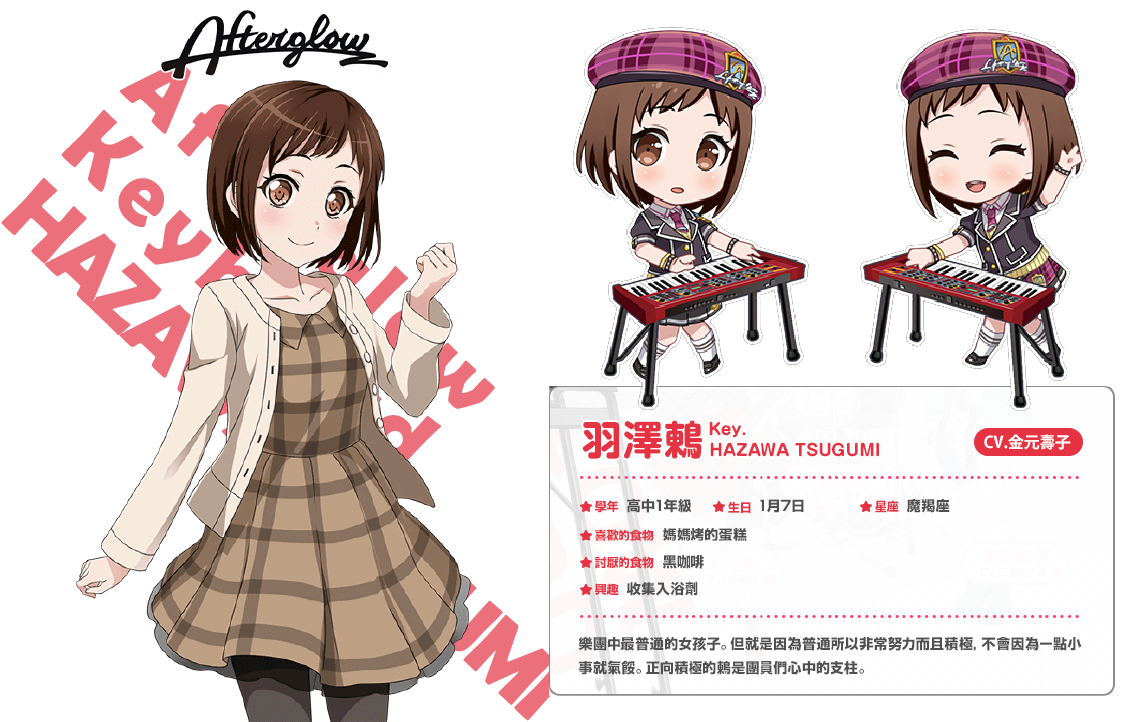 Afterglow
Afterglow
Keyboard
HAZAWA TSUGUMI
羽澤鶇
Key.
HAZAWA TSUGUMI
CV.金元壽子
★學年 高中1年級 ★生日 1月7日 ★星座 魔羯座
★喜歡的食物 媽媽烤的蛋糕
★討厭的食物 黑咖啡
★興趣 收集入浴劑
樂團中最普通的女孩子。但就是因為普通所以非常努力而且積極, 不會因為一點小
事就氣餒。正向積極的鶇是團員們心中的支柱。